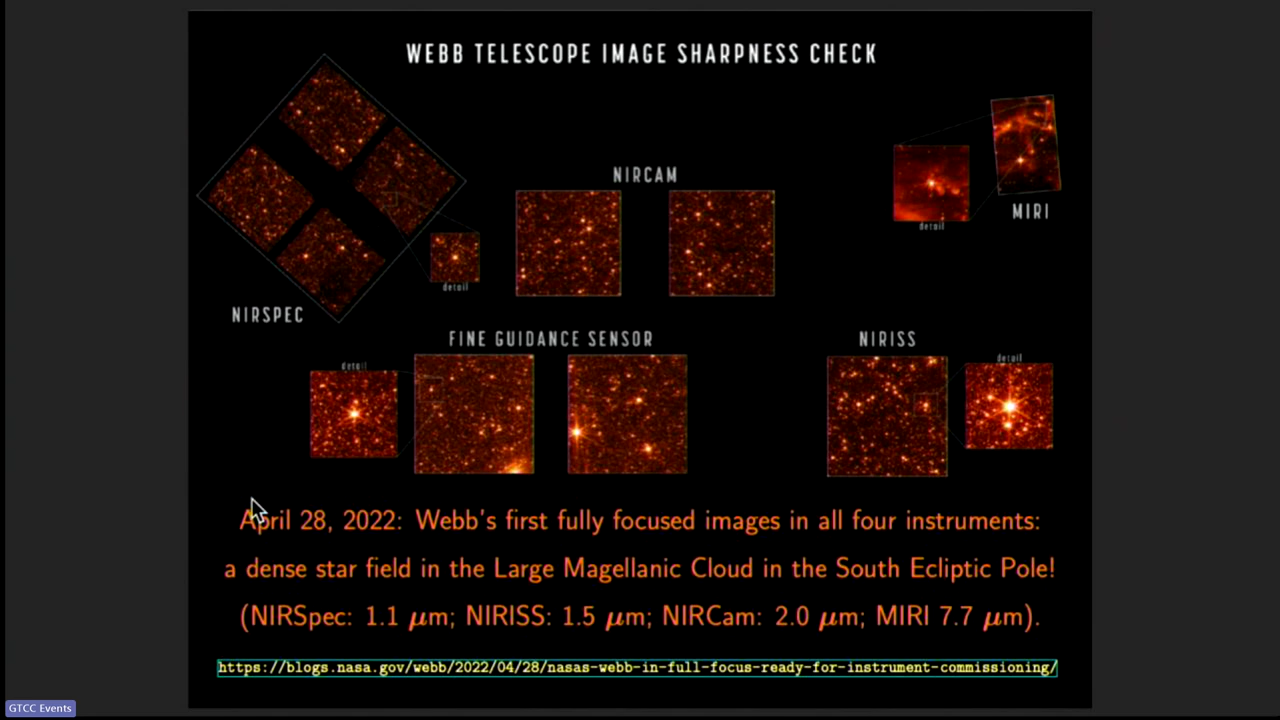 WEBB TELESCOPE IMAGE SHARPNESS CHECK
NIRCAM
MIRI
detail
NIRSPEC
detail
FINE GUIDANCE SENSOR
NIRISS
detail
detail
April 28, 2022: Webb's first fully focused images in all four instruments:
a dense star field in the Large Magellanic Cloud in the South Ecliptic Pole!
(NIRSpec: 1.1 μm; NIRISS: 1.5 μm; NIRCam: 2.0 μm; MIRI 7.7 μm).
https://blogs.nasa.gov/webb/2022/04/28/nasas-webb-in-full-focus-ready-for-instrument-commissioning/
GTCC Events